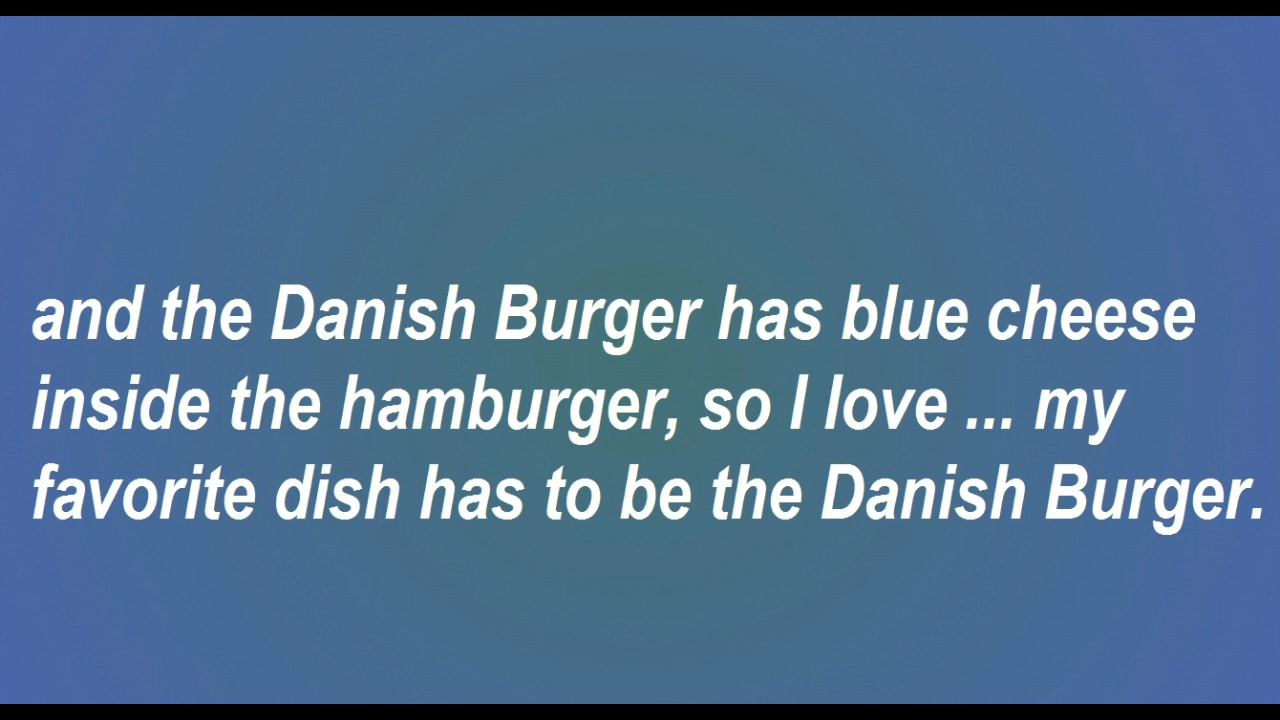 and the Danish Burger has blue cheese
inside the hamburger, so I love ... my
favorite dish has to be the Danish Burger.